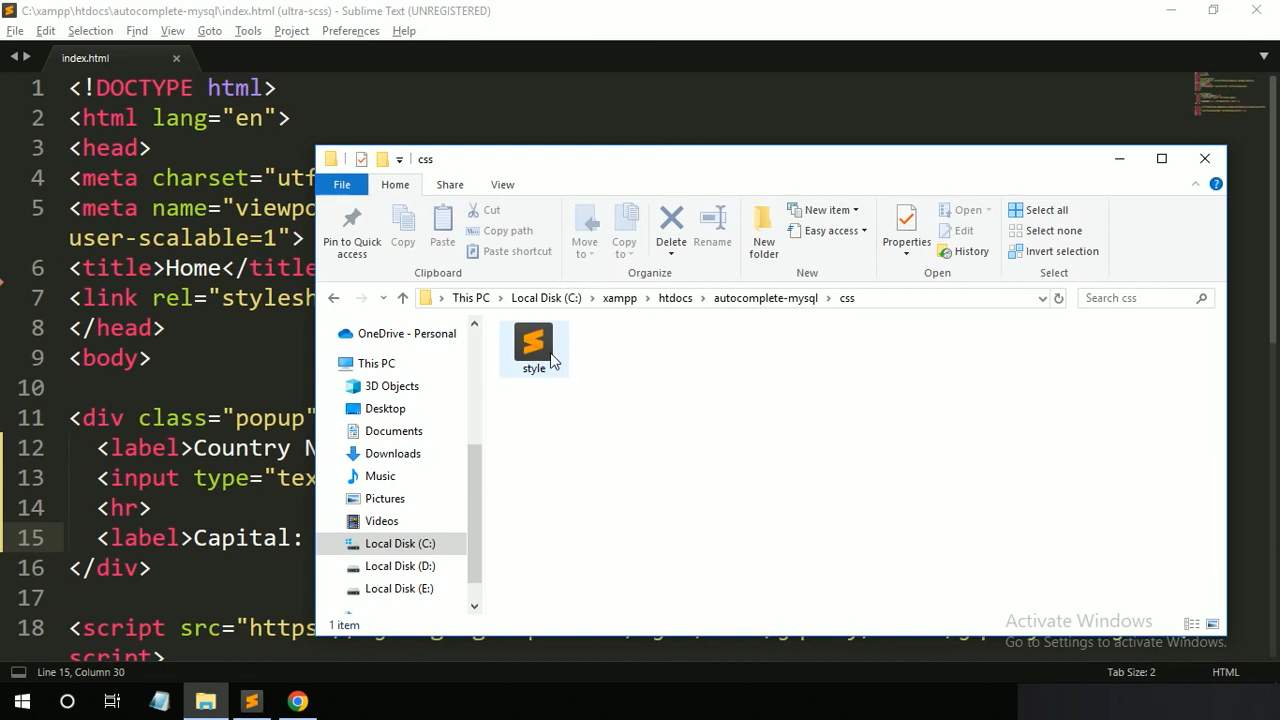 C:\xampp\htdocs\autocomplete-mysql\index.html (ultra-scss) - Sublime Text (UNREGISTERED)
File Edit Selection Find View Goto Tools Project Preferences Help
index.html
1 <!DOCTYPE html>
2 <html lang="en">
3 <head>
4 <meta charset="utf
5 <meta name="viewpo
user-scalable=1">
6 <title>Home</title
7 <link rel="stylesh
8 </head>
9 <body>
10
11 <div class="popup"
12 <label>Country N
13 <input type="tex
14 <hr>
15 <label>Capital:
16 </div>
17
18 <script src="https
script>
css
File Home Share View
Pin to Quick access
Copy
Paste
Cut
Copy path
Paste shortcut
Clipboard
Move to
Copy to
Delete
Rename
Organize
New folder
New item
Easy access
New
Properties
Open
Edit
History
Open
Select all
Select none
Invert selection
Select
This PC > Local Disk (C:) > xampp > htdocs > autocomplete-mysql > css
Search css
OneDrive - Personal
This PC
3D Objects
Desktop
Documents
Downloads
Music
Pictures
Videos
Local Disk (C:)
Local Disk (D:)
Local Disk (E:)
style
1 item
Activate Windows
Go to Settings to activate Windows.
Line 15, Column 30
Tab Size: 2
HTML